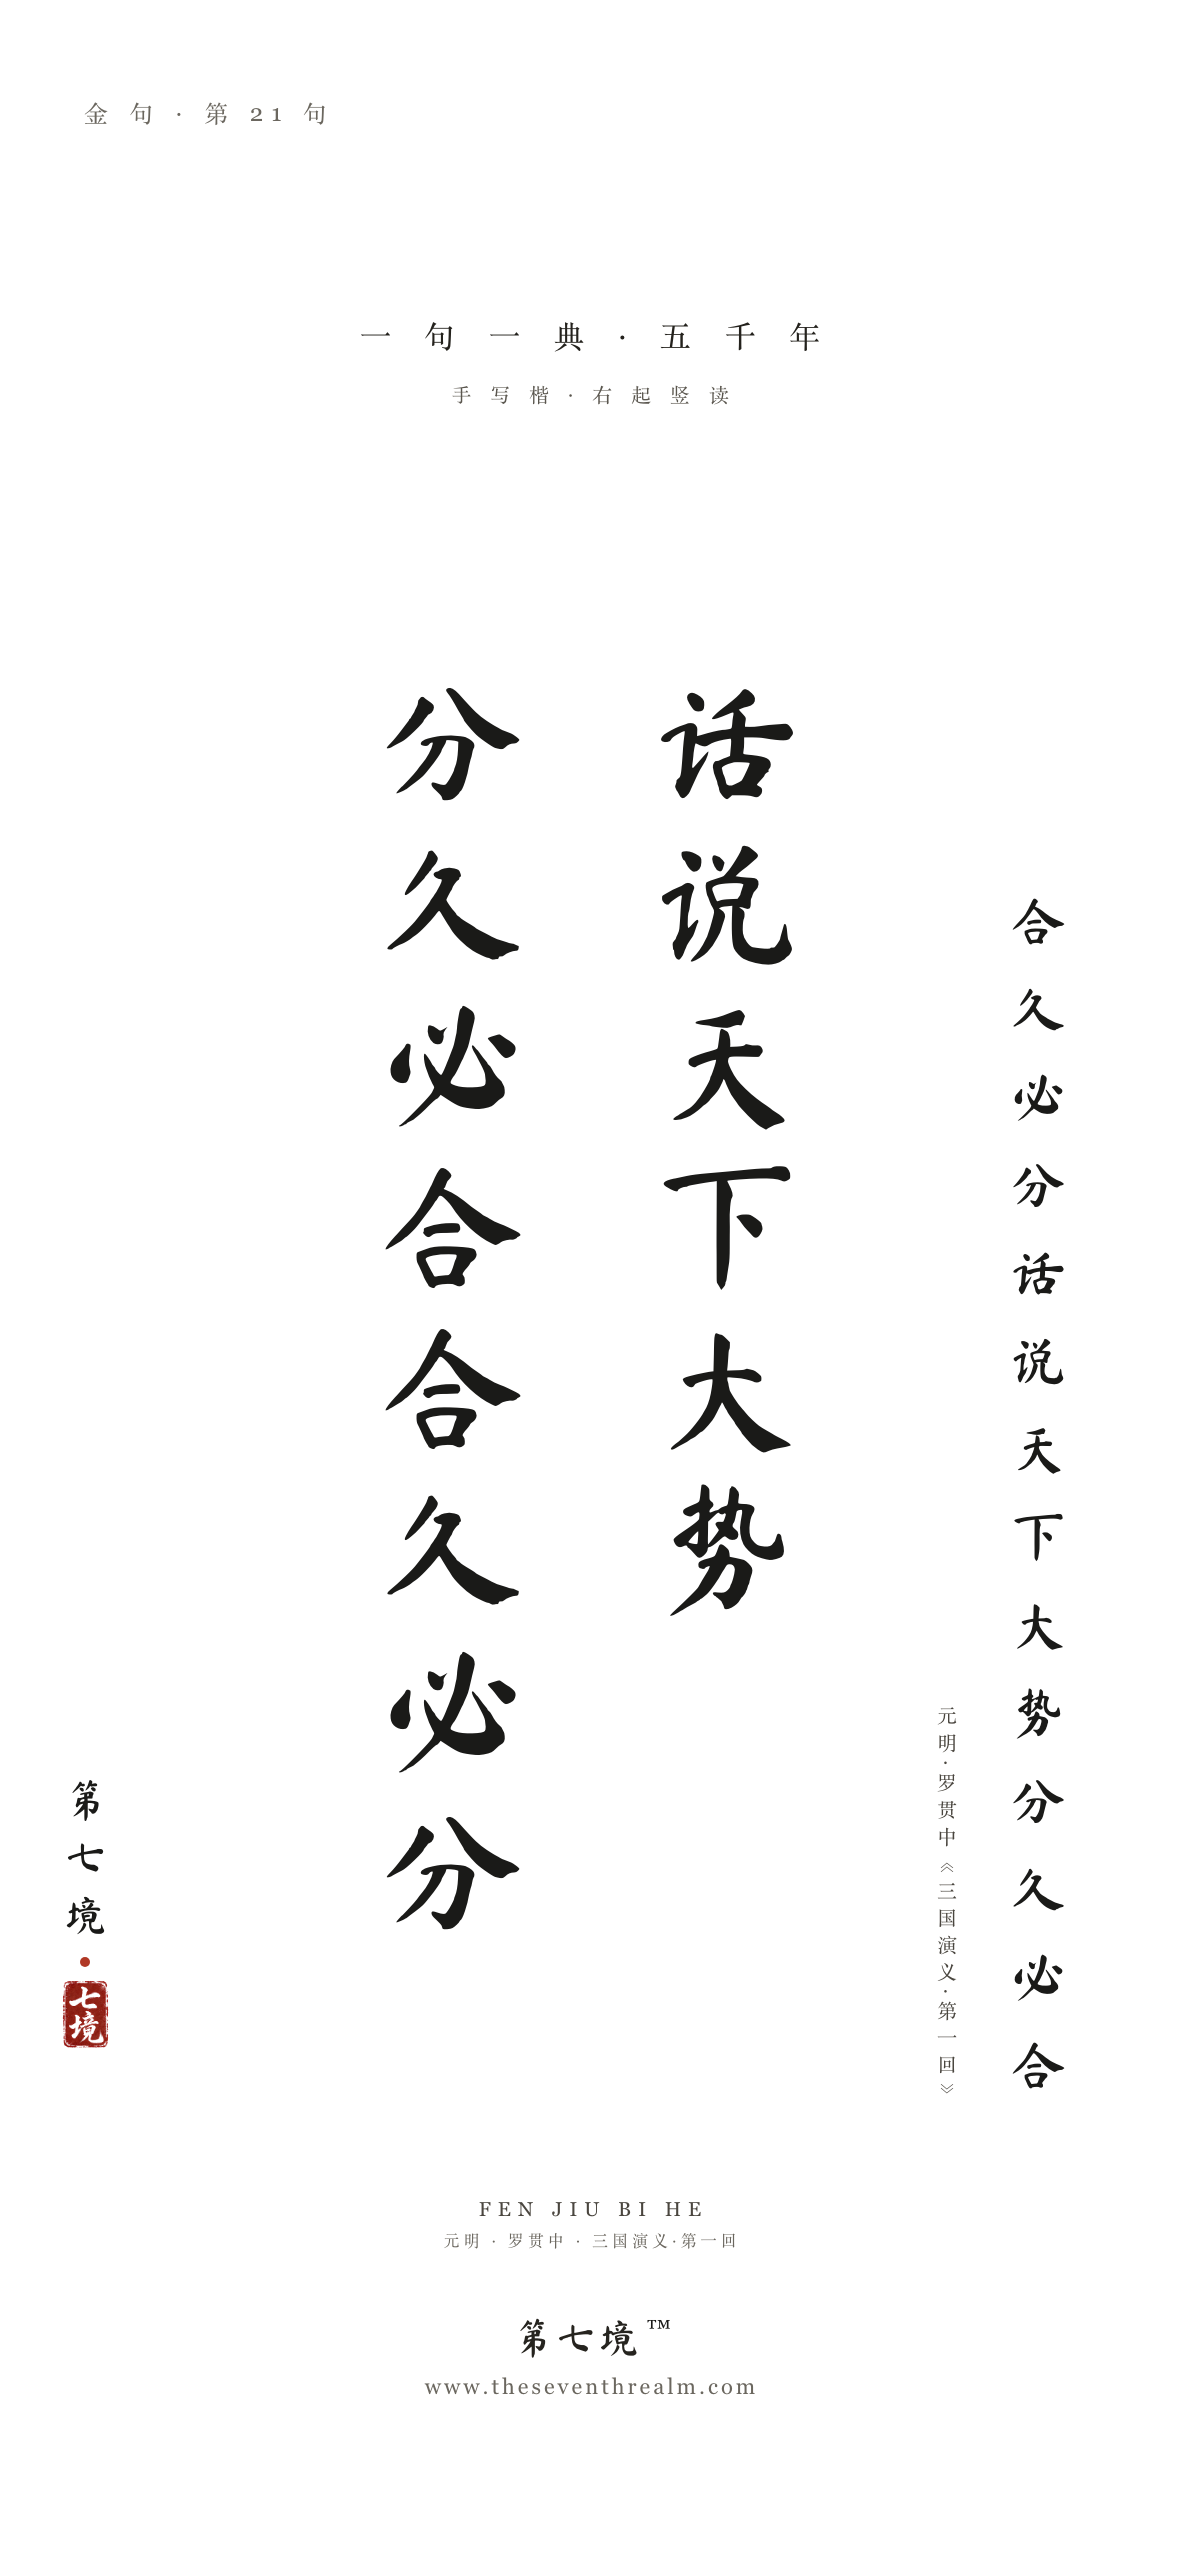 金句·第21句
一句一典·五千年
手写楷·右起竖读
合久必分话说天下大势分久必合
元明·罗贯中《三国演义·第一回》
话说天下大势
分久必合合久必分
第七境
七境
FEN JIU BI HE
元明·罗贯中·三国演义·第一回
第七境™
www.theseventhrealm.com